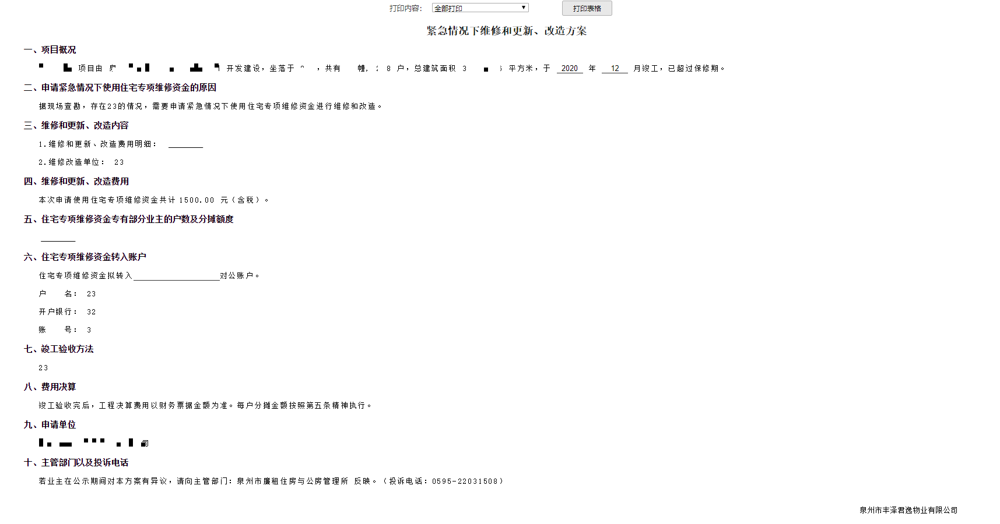 打印内容： 全部打印 打印表格
紧急情况下维修和更新、改造方案
一、项目概况
项目由 开发建设，坐落于 ，共有 幢, 8 户，总建筑面积 3 平方米，于 2020 年 12 月竣工，已超过保修期。
二、申请紧急情况下使用住宅专项维修资金的原因
据现场查勘，存在23的情况，需要申请紧急情况下使用住宅专项维修资金进行维修和改造。
三、维修和更新、改造内容
1.维修和更新、改造费用明细：
2.维修改造单位： 23
四、维修和更新、改造费用
本次申请使用住宅专项维修资金共计 1500.00 元（含税）。
五、住宅专项维修资金专有部分业主的户数及分摊额度
六、住宅专项维修资金转入账户
住宅专项维修资金拟转入 对公账户。
户 名： 23
开户银行： 32
账 号： 3
七、竣工验收方法
23
八、费用决算
竣工验收完后，工程决算费用以财务票据金额为准。每户分摊金额按照第五条精神执行。
九、申请单位
司
十、主管部门以及投诉电话
若业主在公示期间对本方案有异议，请向主管部门：泉州市廉租住房与公房管理所 反映。（投诉电话：0595-22031508）
泉州市丰泽君逸物业有限公司